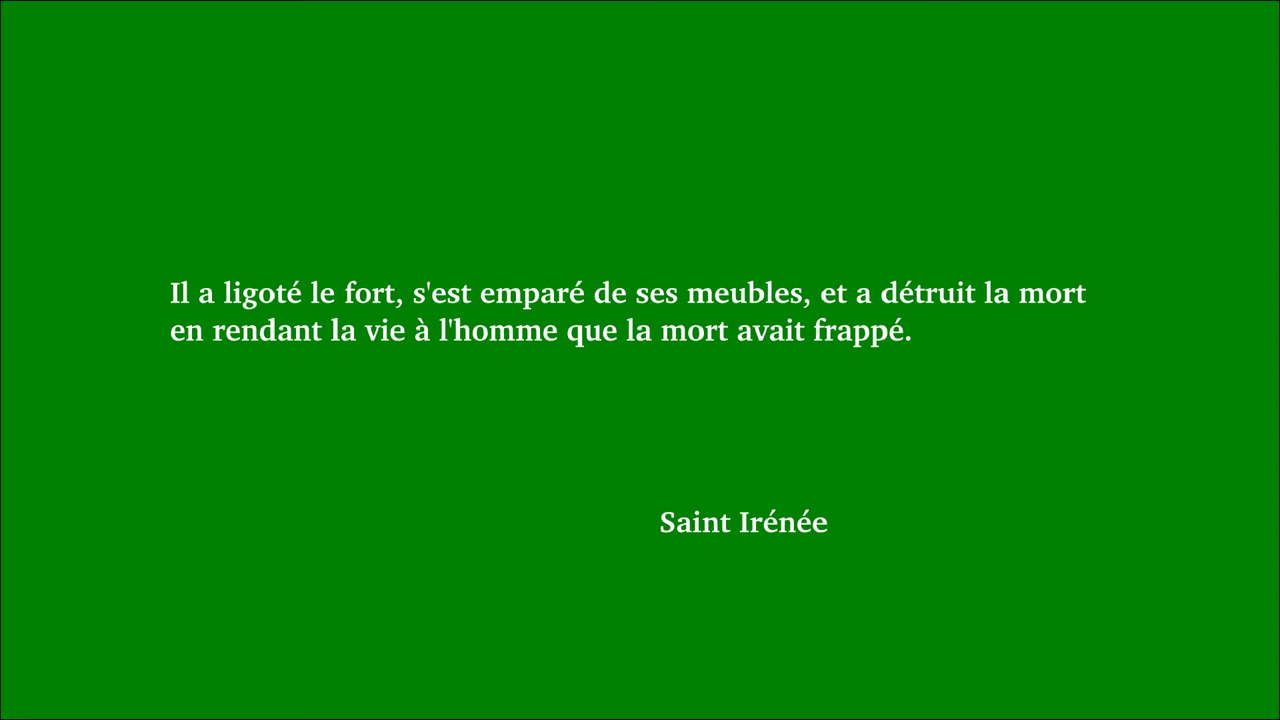 Il a ligoté le fort, s'est emparé de ses meubles, et a détruit la mort
en rendant la vie à l'homme que la mort avait frappé.
Saint Irénée